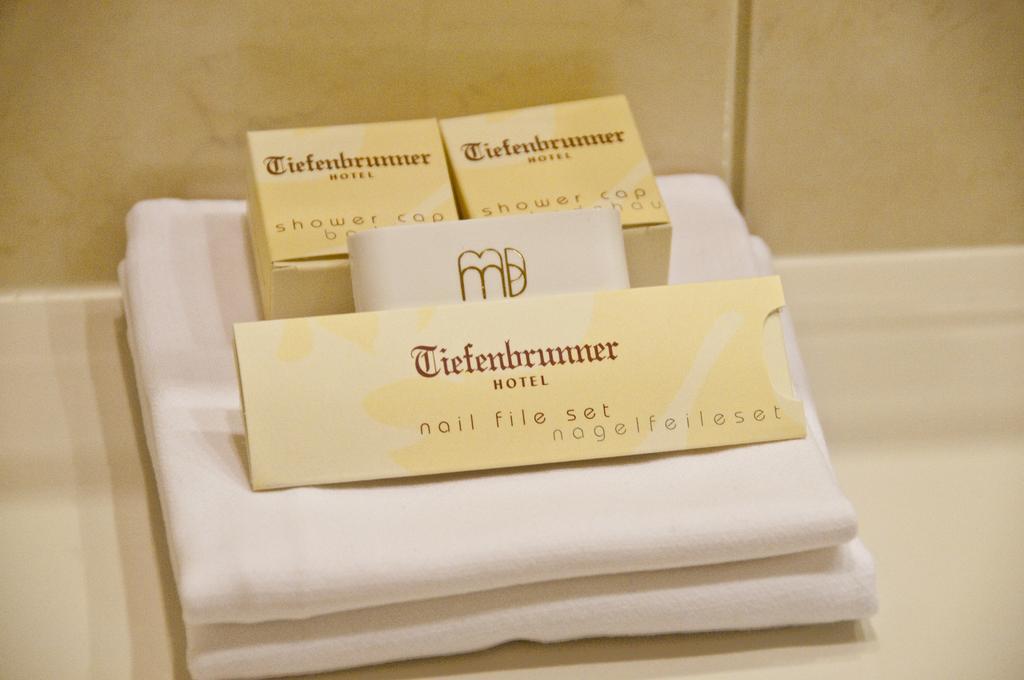 Tiefenbrunner
HOTEL
shower cap
Tiefenbrunner
HOTEL
shower cap
MD
Tiefenbrunner
HOTEL
nail file set
nagelfeileset